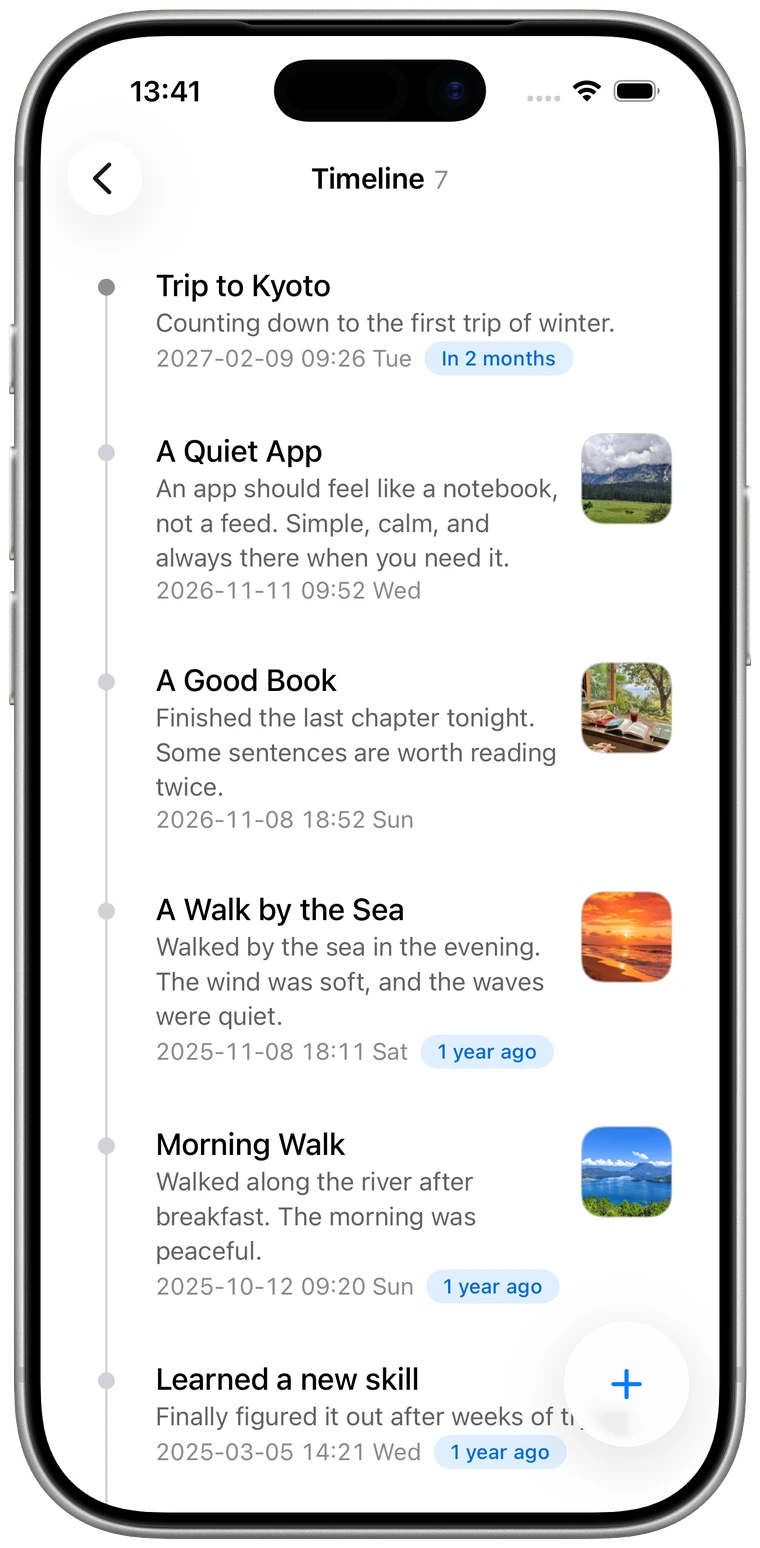 13:41
Timeline 7
Trip to Kyoto
Counting down to the first trip of winter.
2027-02-09 09:26 Tue In 2 months
A Quiet App
An app should feel like a notebook,
not a feed. Simple, calm, and
always there when you need it.
2026-11-11 09:52 Wed
A Good Book
Finished the last chapter tonight.
Some sentences are worth reading
twice.
2026-11-08 18:52 Sun
A Walk by the Sea
Walked by the sea in the evening.
The wind was soft, and the waves
were quiet.
2025-11-08 18:11 Sat 1 year ago
Morning Walk
Walked along the river after
breakfast. The morning was
peaceful.
2025-10-12 09:20 Sun 1 year ago
Learned a new skill
Finally figured it out after weeks of
2025-03-05 14:21 Wed 1 year ago